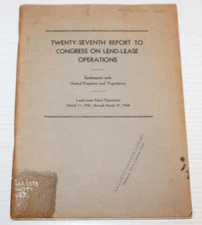 TWENTY-SEVENTH REPORT TO
CONGRESS ON LEND-LEASE
OPERATIONS
Settlements with
United Kingdom and Yugoslavia
Lend-Lease Fiscal Operations
March 11, 1941, through March 31, 1948